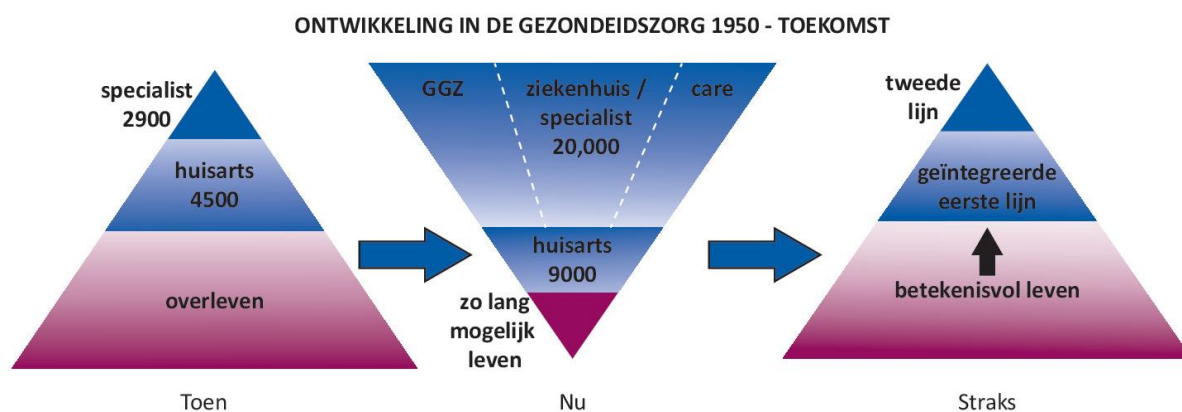 ONTWIKKELING IN DE GEZONDEIDSZORG 1950 - TOEKOMST
specialist
2900
huisarts
4500
overleven
Toen
GGZ
ziekenhuis /
specialist
20,000
care
huisarts
9000
zo lang
mogelijk
leven
Nu
tweede
lijn
geïntegreerde
eerste lijn
betekenisvol leven
Straks